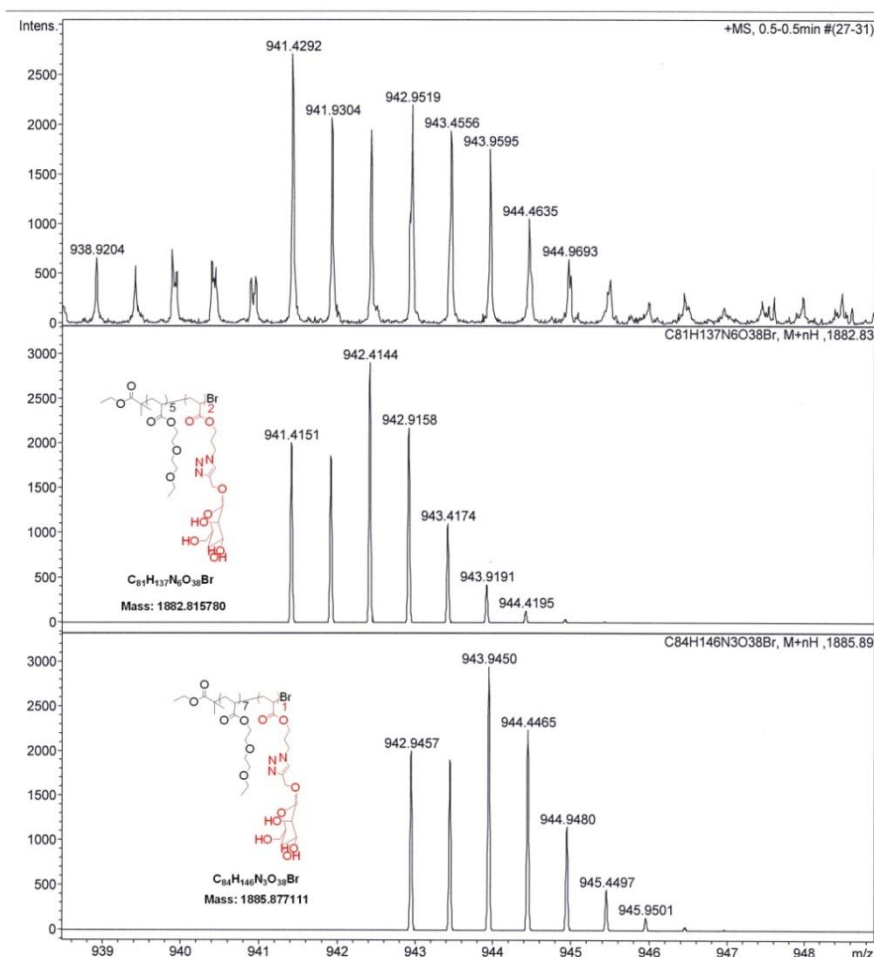 Intens.
+MS, 0.5-0.5min #(27-31)
941.4292
2500
942.9519
941.9304
2000
943.4556
943.9595
1500
944.4635
1000
938.9204
944.9693
500
0
C81H137N6O38Br, M+nH ,1882.83
3000
942.4144
2500
942.9158
941.4151
2000
1500
943.4174
1000
943.9191
500
944.4195
0
O
O
5
2
Br
O
O
O
O
O
O
N
N
N
O
O
HO
HO
HO
OH
C81H137N6O38Br
Mass: 1882.815780
C84H146N3O38Br, M+nH ,1885.89
3000
943.9450
2500
944.4465
942.9457
2000
1500
944.9480
1000
945.4497
500
945.9501
0
O
O
7
1
Br
O
O
O
O
O
O
N
N
N
O
O
HO
HO
HO
OH
C84H146N3O38Br
Mass: 1885.877111
939 940 941 942 943 944 945 946 947 948 m/z